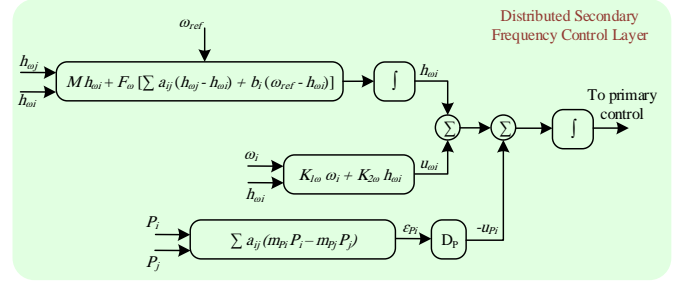 Distributed Secondary
Frequency Control Layer
ω_ref
h_ωj
h_ωi
M h_ωi + F_ω [∑ a_ij (h_ωj - h_ωi) + b_i (ω_ref - h_ωi)]
∫
h_ωi
To primary
control
∑
∑
∫
ω_i
h_ωi
K_1ω ω_i + K_2ω h_ωi
u_ωi
P_i
P_j
∑ a_ij (m_Pi P_i – m_Pj P_j)
ε_Pi
D_P
-u_Pi